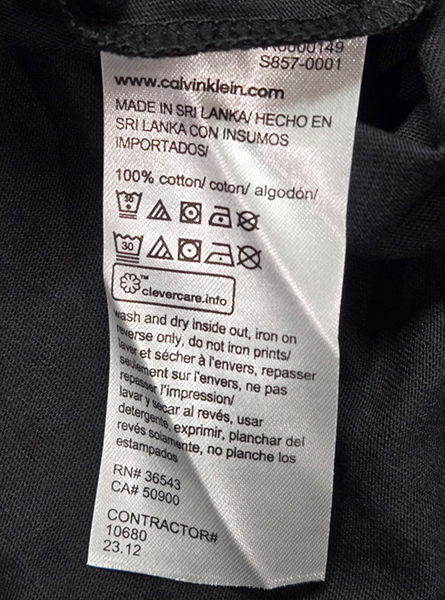 0000149
S857-0001
www.calvinklein.com
MADE IN SRI LANKA/ HECHO EN
SRI LANKA CON INSUMOS
IMPORTADOS/
100% cotton/ coton/ algodón/
30
30
clevercare.info
wash and dry inside out, iron on
reverse only, do not iron prints/
laver et sécher à l'envers, repasser
seulement sur l'envers, ne pas
repasser l'impression/
lavar y secar al revés, usar
detergente, exprimir, planchar del
revés solamente, no planche los
estampados
RN# 36543
CA# 50900
CONTRACTOR#
10680
23.12